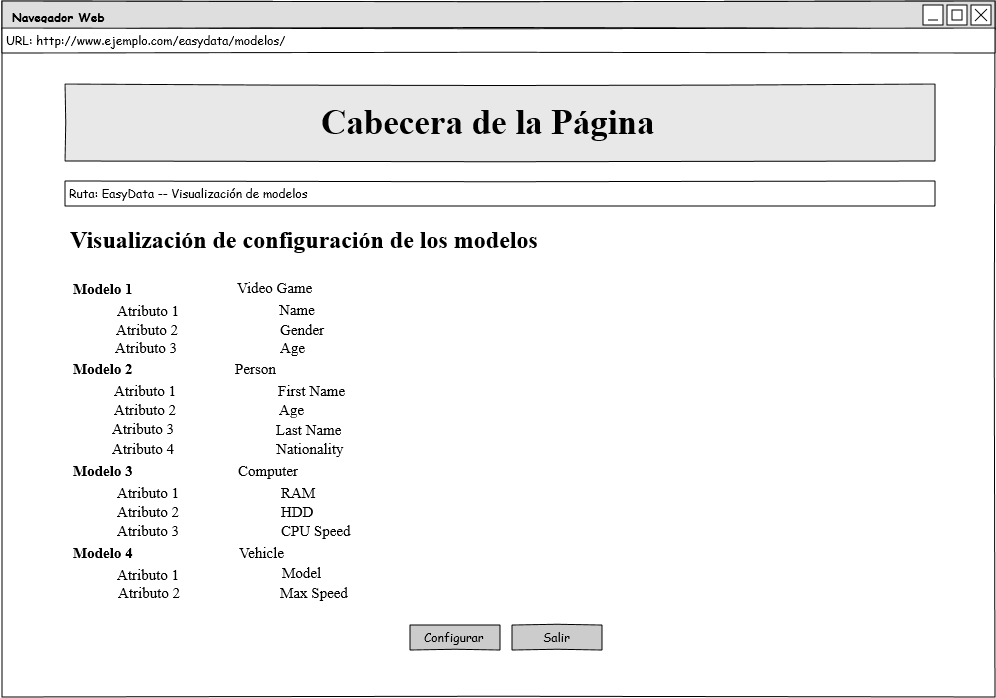 Navegador Web
URL: http://www.ejemplo.com/easydata/modelos/
Cabecera de la Página
Ruta: EasyData -- Visualización de modelos
Visualización de configuración de los modelos
Modelo 1 Video Game
Atributo 1 Name
Atributo 2 Gender
Atributo 3 Age
Modelo 2 Person
Atributo 1 First Name
Atributo 2 Age
Atributo 3 Last Name
Atributo 4 Nationality
Modelo 3 Computer
Atributo 1 RAM
Atributo 2 HDD
Atributo 3 CPU Speed
Modelo 4 Vehicle
Atributo 1 Model
Atributo 2 Max Speed
Configurar Salir